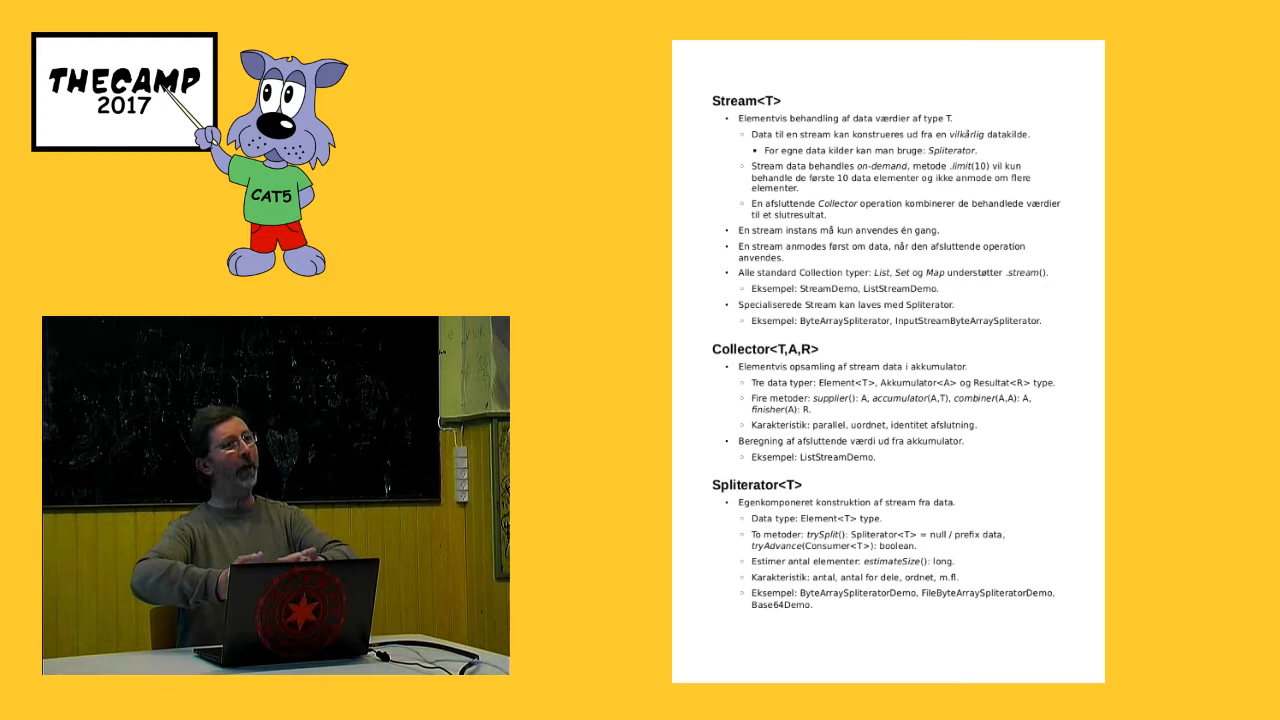 THECAMP
2017
CAT5
Stream<T>
• Elementvis behandling af data værdier af type T.
◦ Data til en stream kan konstrueres ud fra en vilkårlig datakilde.
▪ For egne data kilder kan man bruge: Spliterator.
◦ Stream data behandles on-demand, metode .limit(10) vil kun
behandle de første 10 data elementer og ikke anmode om flere
elementer.
◦ En afsluttende Collector operation kombinerer de behandlede værdier
til et slutresultat.
• En stream instans må kun anvendes én gang.
• En stream anmodes først om data, når den afsluttende operation
anvendes.
• Alle standard Collection typer: List, Set og Map understøtter .stream().
◦ Eksempel: StreamDemo, ListStreamDemo.
• Specialiserede Stream kan laves med Spliterator.
◦ Eksempel: ByteArraySpliterator, InputStreamByteArraySpliterator.
Collector<T,A,R>
• Elementvis opsamling af stream data i akkumulator.
◦ Tre data typer: Element<T>, Akkumulator<A> og Resultat<R> type.
◦ Fire metoder: supplier(): A, accumulator(A,T), combiner(A,A): A,
finisher(A): R.
◦ Karakteristik: parallel, uordnet, identitet afslutning.
• Beregning af afsluttende værdi ud fra akkumulator.
◦ Eksempel: ListStreamDemo.
Spliterator<T>
• Egenkomponeret konstruktion af stream fra data.
◦ Data type: Element<T> type.
◦ To metoder: trySplit(): Spliterator<T> = null / prefix data,
tryAdvance(Consumer<T>): boolean.
◦ Estimer antal elementer: estimateSize(): long.
◦ Karakteristik: antal, antal for dele, ordnet, m.fl.
◦ Eksempel: ByteArraySpliteratorDemo, FileByteArraySpliteratorDemo,
Base64Demo.